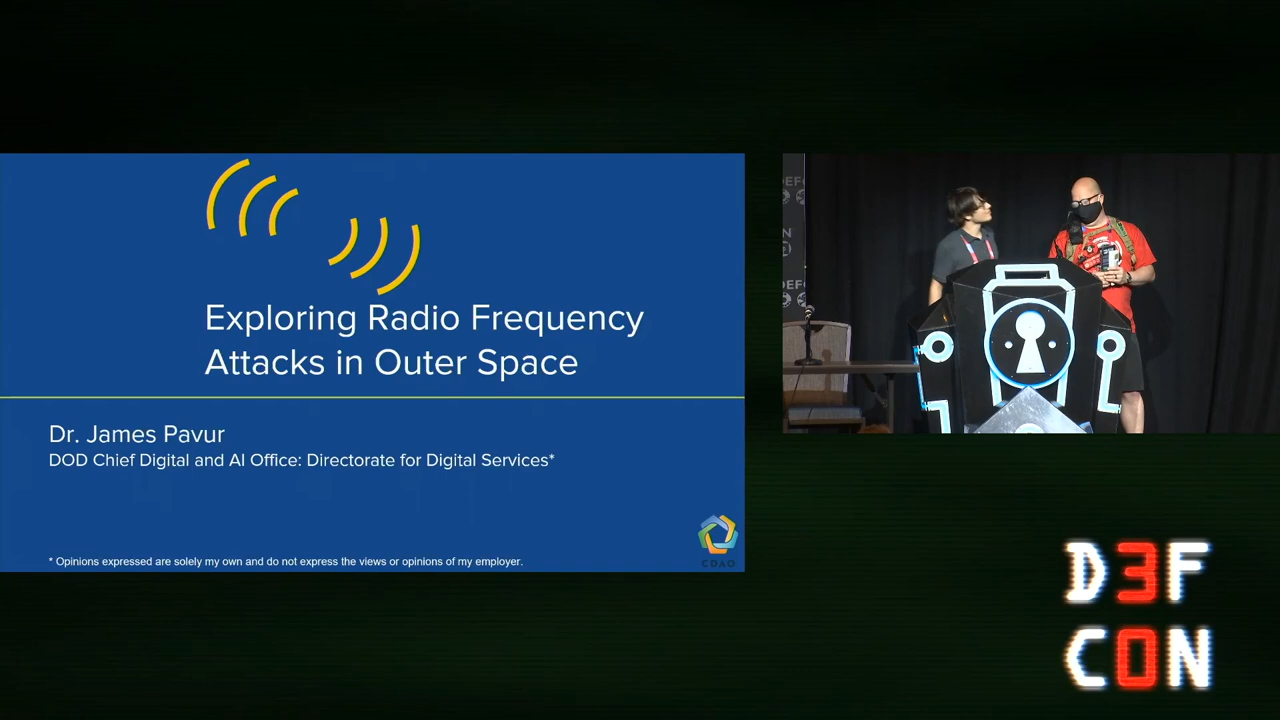 Exploring Radio Frequency
Attacks in Outer Space
Dr. James Pavur
DOD Chief Digital and AI Office: Directorate for Digital Services*
* Opinions expressed are solely my own and do not express the views or opinions of my employer.
CDAO
D3F
C0N